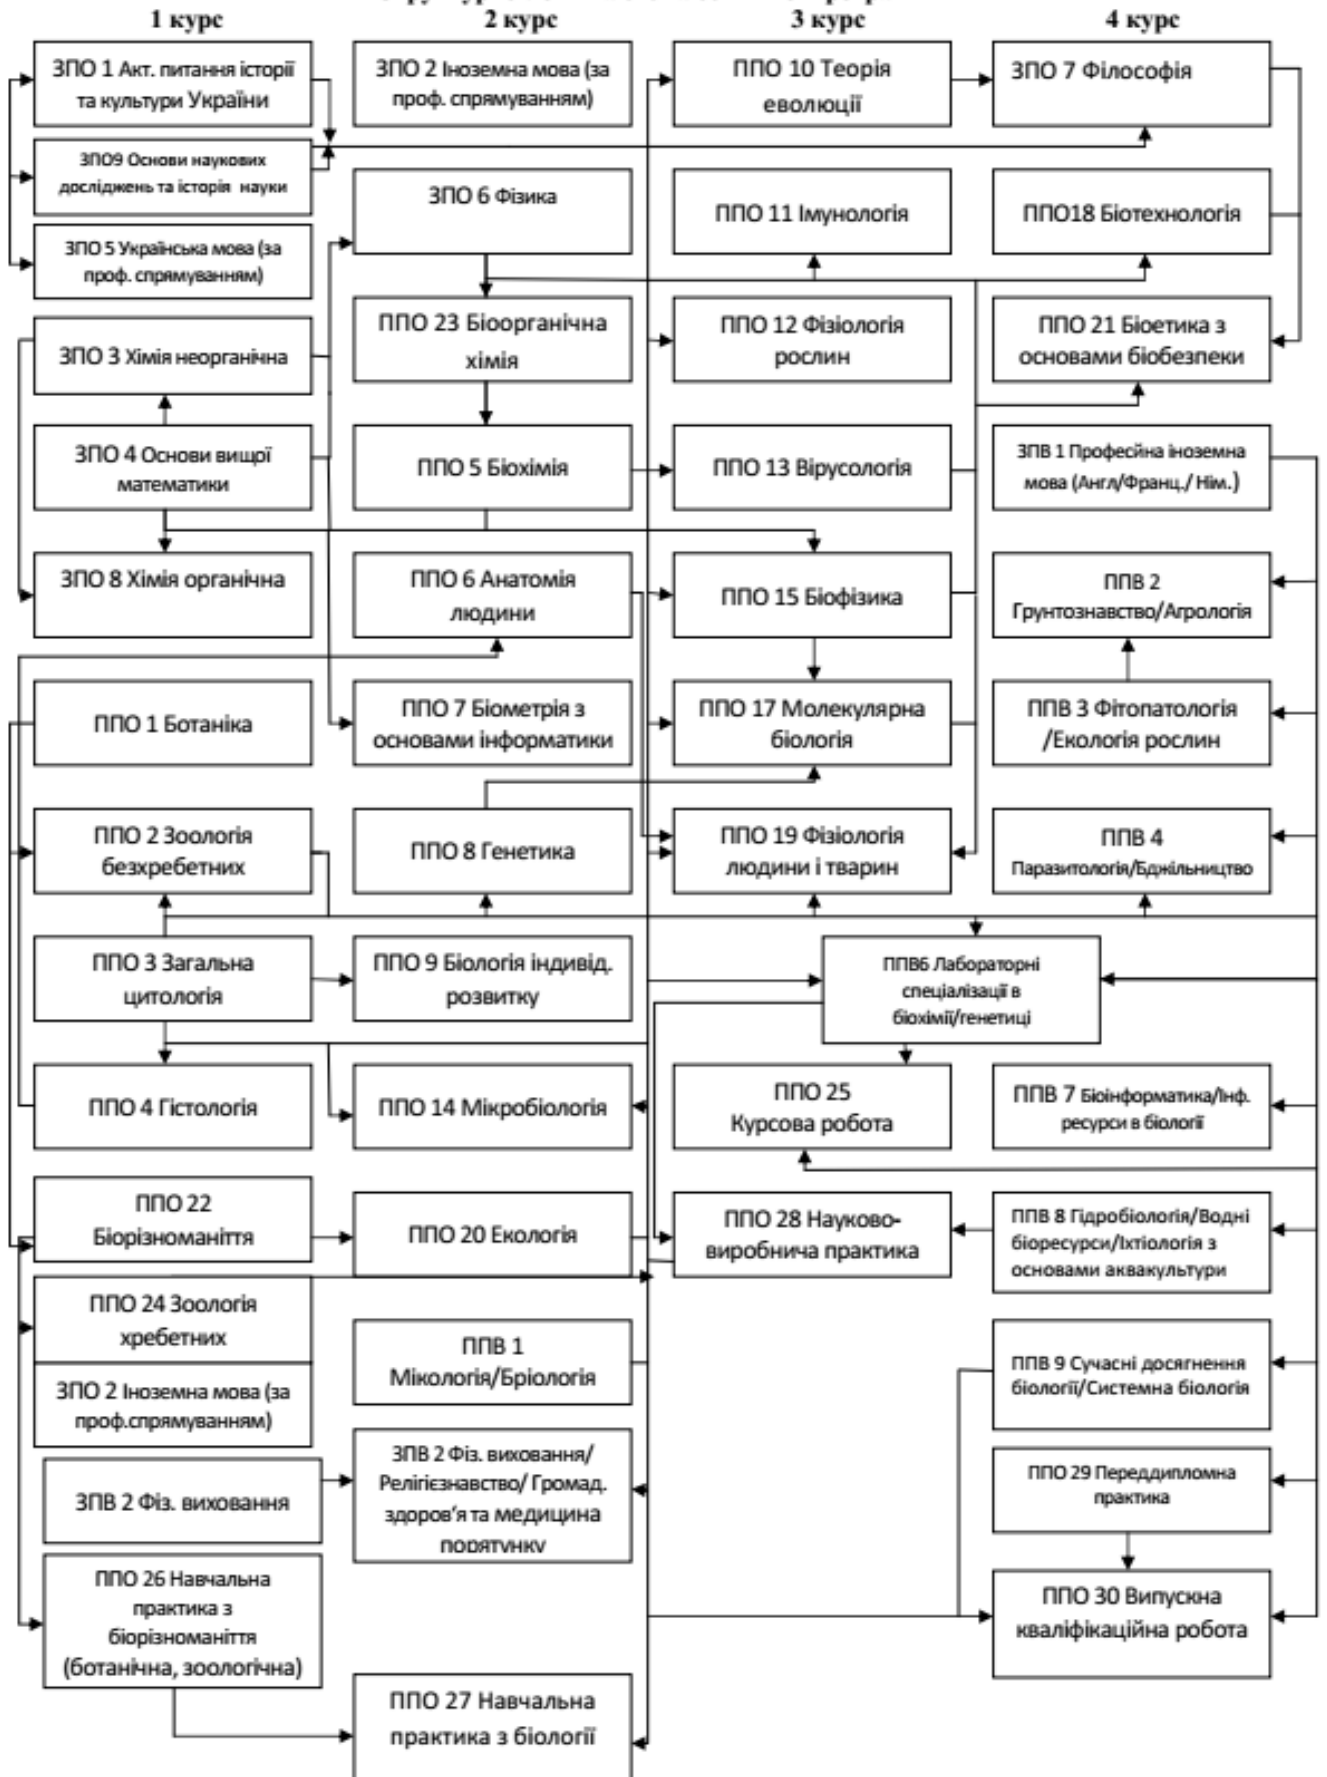 1 курс
2 курс
3 курс
4 курс
ЗПО 1 Акт. питання історії
та культури України
ЗПО9 Основи наукових
досліджень та історія науки
ЗПО 5 Українська мова (за
проф. спрямуванням)
ЗПО 3 Хімія неорганічна
ЗПО 4 Основи вищої
математики
ЗПО 8 Хімія органічна
ППО 1 Ботаніка
ППО 2 Зоологія
безхребетних
ППО 3 Загальна
цитологія
ППО 4 Гістологія
ППО 22
Біорізноманіття
ППО 24 Зоологія
хребетних
ЗПО 2 Іноземна мова (за
проф.спрямуванням)
ЗПВ 2 Фіз. виховання
ППО 26 Навчальна
практика з
біорізноманіття
(ботанічна, зоологічна)
ЗПО 2 Іноземна мова (за
проф. спрямуванням)
ЗПО 6 Фізика
ППО 23 Біоорганічна
хімія
ППО 5 Біохімія
ППО 6 Анатомія
людини
ППО 7 Біометрія з
основами інформатики
ППО 8 Генетика
ППО 9 Біологія індивід.
розвитку
ППО 14 Мікробіологія
ППО 20 Екологія
ППВ 1
Мікологія/Бріологія
ЗПВ 2 Фіз. виховання/
Релігієзнавство/ Громад.
здоров'я та медицина
порятунку
ППО 27 Навчальна
практика з біології
ППО 10 Теорія
еволюції
ППО 11 Імунологія
ППО 12 Фізіологія
рослин
ППО 13 Вірусологія
ППО 15 Біофізика
ППО 17 Молекулярна
біологія
ППО 19 Фізіологія
людини і тварин
ППВ6 Лабораторні
спеціалізації в
біохімії/генетиці
ППО 25
Курсова робота
ППО 28 Науково-
виробнича практика
ЗПО 7 Філософія
ППО18 Біотехнологія
ППО 21 Біоетика з
основами біобезпеки
ЗПВ 1 Професйна іноземна
мова (Англ/Франц./ Нім.)
ППВ 2
Грунтознавство/Агрологія
ППВ 3 Фітопатологія
/Екологія рослин
ППВ 4
Паразитологія/Бджільництво
ППВ 7 Біоінформатика/Інф.
ресурси в біології
ППВ 8 Гідробіологія/Водні
біоресурси/Іхтіологія з
основами аквакультури
ППВ 9 Сучасні досягнення
біології/Системна біологія
ППО 29 Переддипломна
практика
ППО 30 Випускна
кваліфікаційна робота